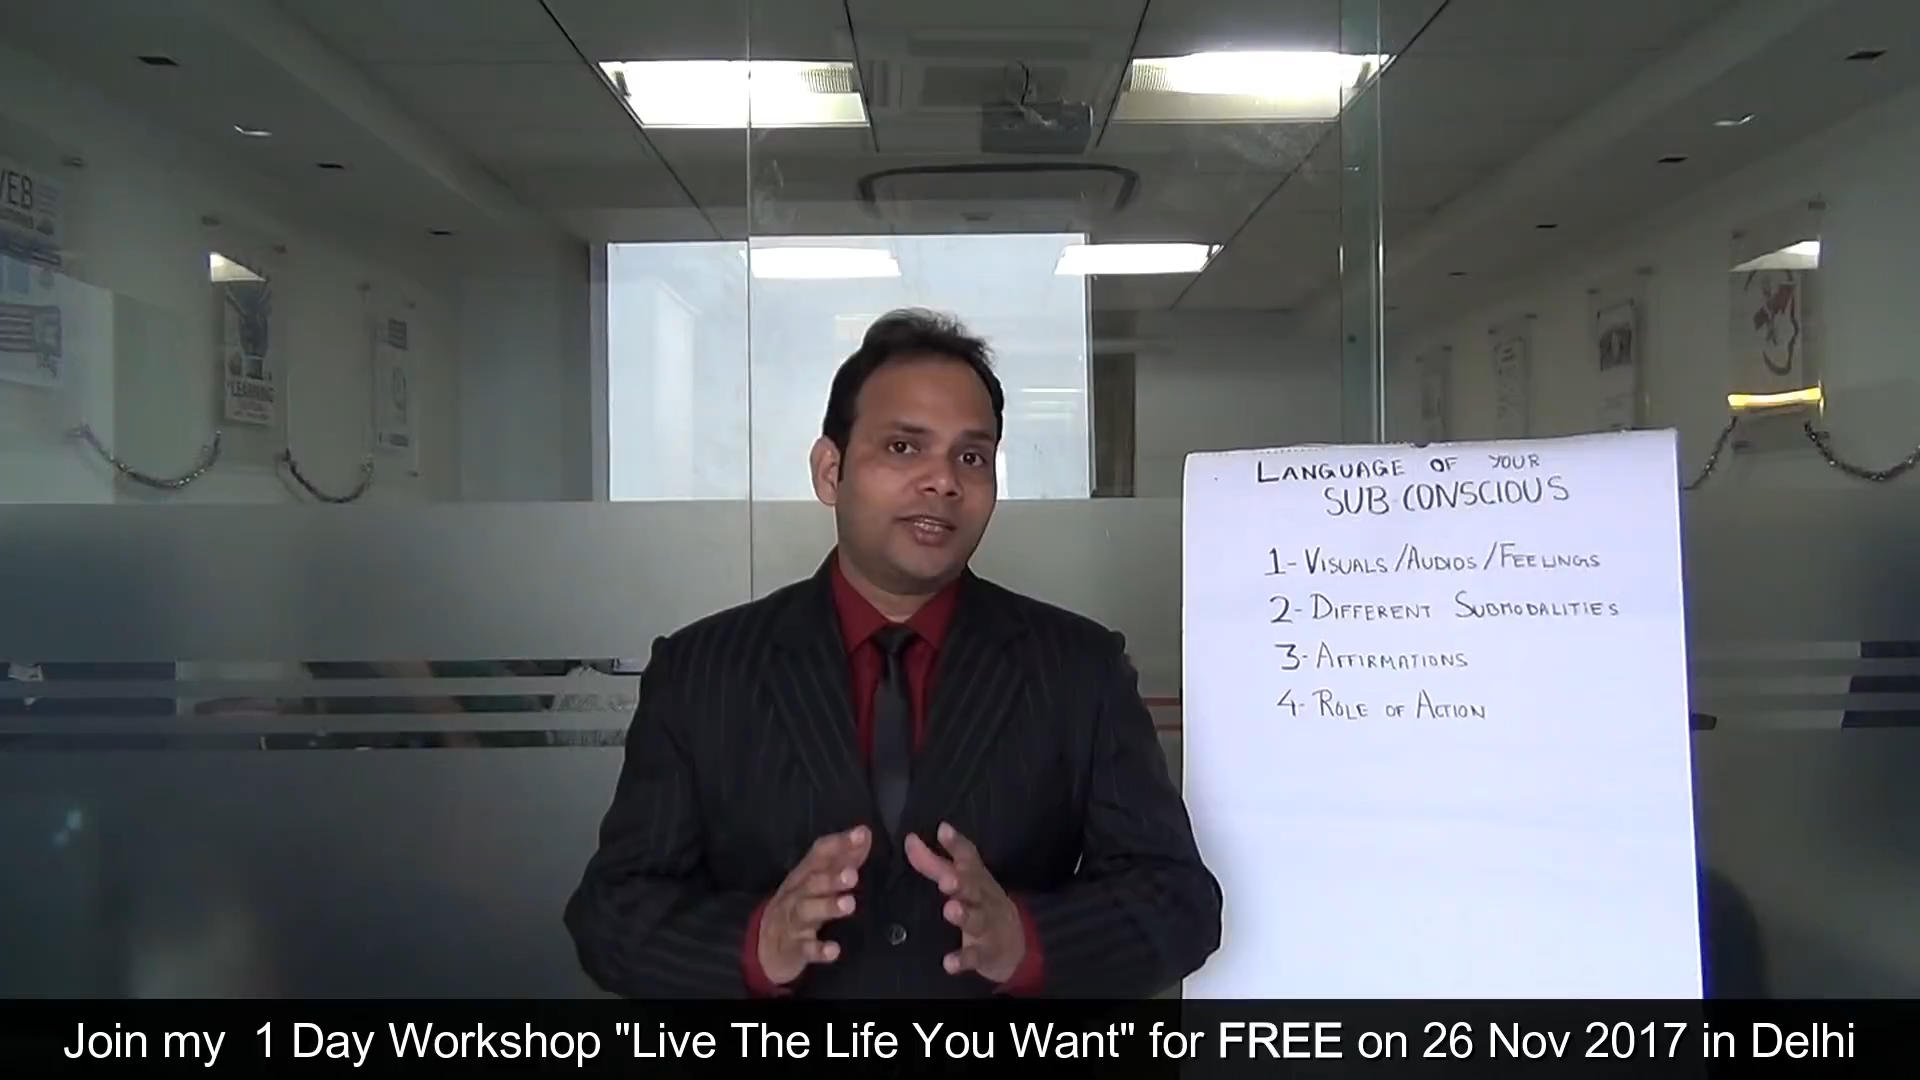 LEARNING
LANGUAGE OF YOUR
SUB-CONSCIOUS
1- VISUALS/AUDIOS/FEELINGS
2- DIFFERENT SUBMODALITIES
3- AFFIRMATIONS
4- ROLE OF ACTION
Join my 1 Day Workshop "Live The Life You Want" for FREE on 26 Nov 2017 in Delhi